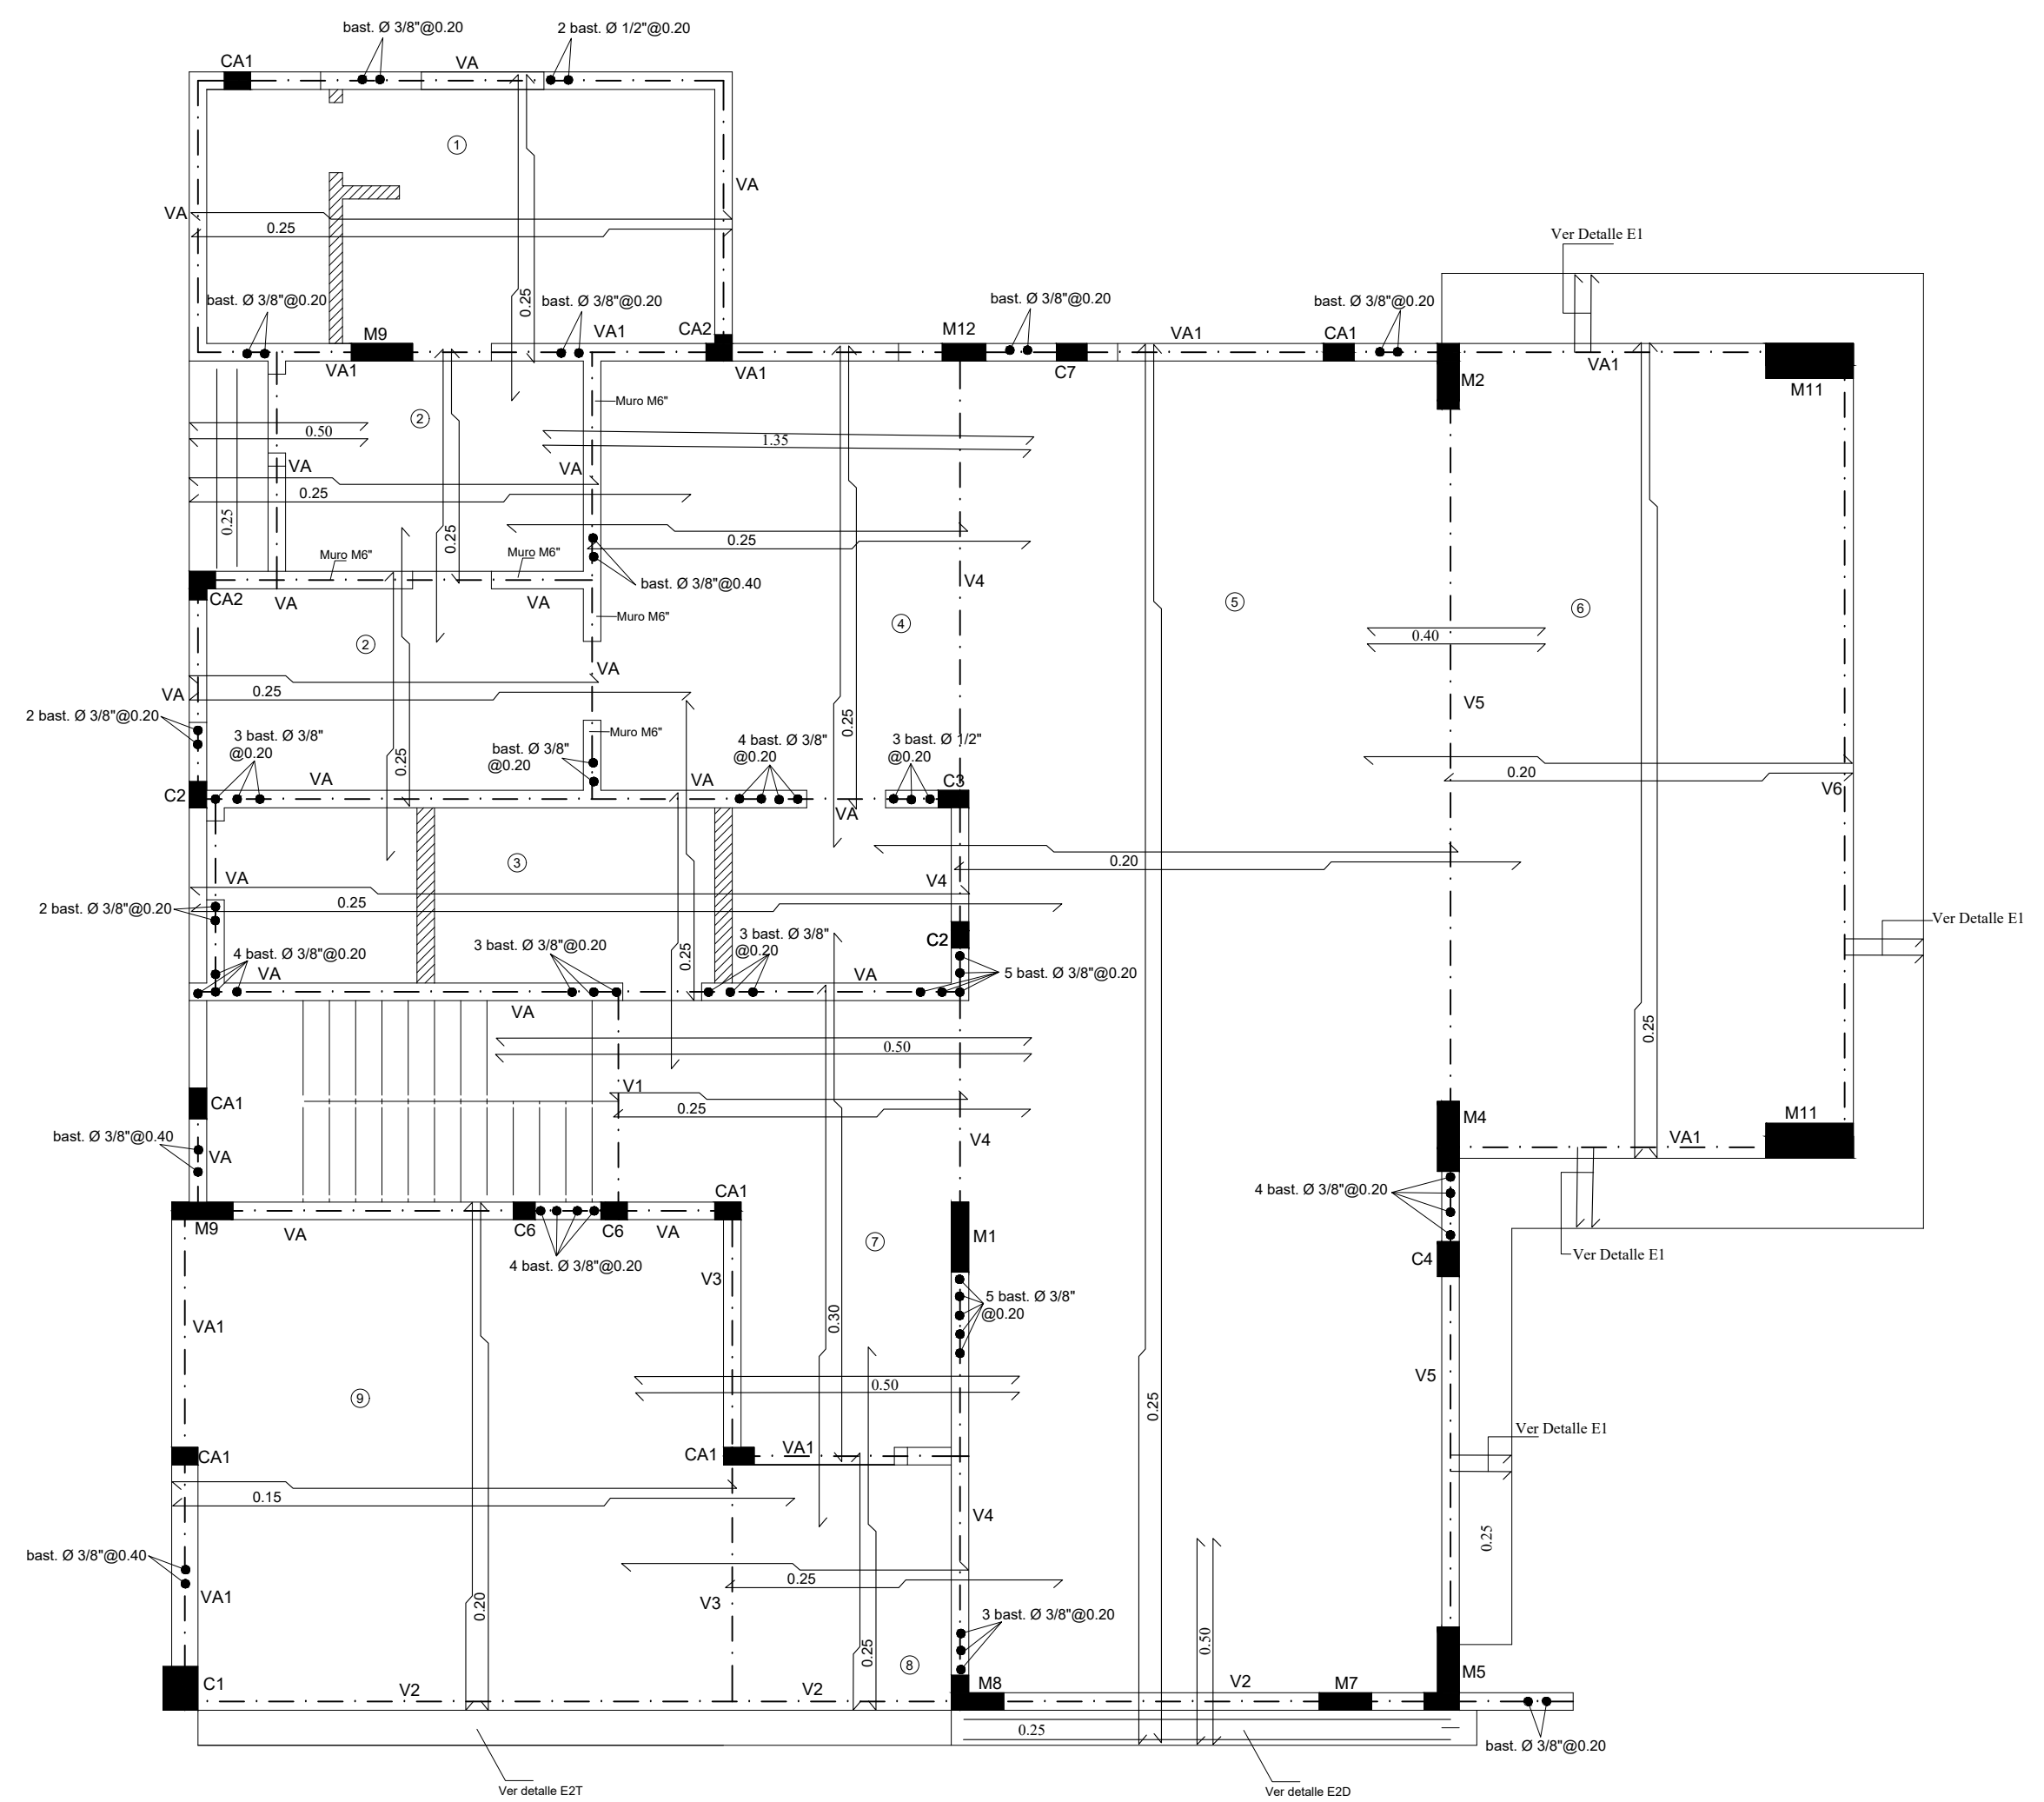 bast. Ø 3/8"@0.20
2 bast. Ø 1/2"@0.20
CA1
VA
1
VA
VA
0.25
Ver Detalle E1
0.25
bast. Ø 3/8"@0.20
bast. Ø 3/8"@0.20
bast. Ø 3/8"@0.20
bast. Ø 3/8"@0.20
M9
VA1
CA2
M12
VA1
CA1
VA1
VA1
C7
VA1
M2
M11
Muro M6"
2
0.50
1.35
VA
VA
0.25
0.25
0.25
0.25
Muro M6"
Muro M6"
bast. Ø 3/8"@0.40
V4
CA2
VA
VA
Muro M6"
4
5
6
0.40
2
VA
VA
0.25
V5
2 bast. Ø 3/8"@0.20
3 bast. Ø 3/8"
@0.20
bast. Ø 3/8"
@0.20
Muro M6"
4 bast. Ø 3/8"
@0.20
3 bast. Ø 1/2"
@0.20
0.25
0.25
0.20
C2
VA
VA
C3
VA
V6
3
0.20
VA
V4
0.25
2 bast. Ø 3/8"@0.20
Ver Detalle E1
4 bast. Ø 3/8"@0.20
3 bast. Ø 3/8"@0.20
3 bast. Ø 3/8"
@0.20
C2
0.25
VA
VA
5 bast. Ø 3/8"@0.20
VA
0.50
0.25
V1
CA1
0.25
M4
M11
bast. Ø 3/8"@0.40
VA
V4
VA1
4 bast. Ø 3/8"@0.20
CA1
M9
VA
C6
C6
VA
7
M1
Ver Detalle E1
4 bast. Ø 3/8"@0.20
C4
V3
5 bast. Ø 3/8"
@0.20
VA1
0.30
V5
0.50
9
0.25
Ver Detalle E1
CA1
CA1
VA1
0.15
V4
0.25
bast. Ø 3/8"@0.40
0.25
VA1
0.20
V3
3 bast. Ø 3/8"@0.20
0.25
0.50
8
C1
V2
V2
M8
V2
M7
M5
0.25
bast. Ø 3/8"@0.20
Ver detalle E2T
Ver detalle E2D